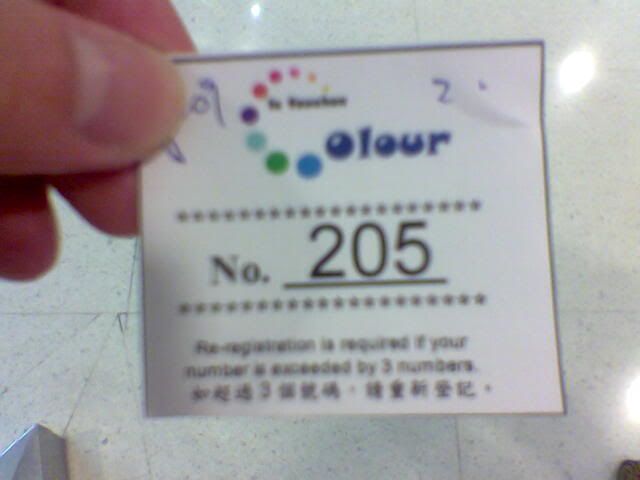 olour
No. 205
Re-registration is required if your
number is exceeded by 3 numbers.
如超過3個號碼,請重新登記。